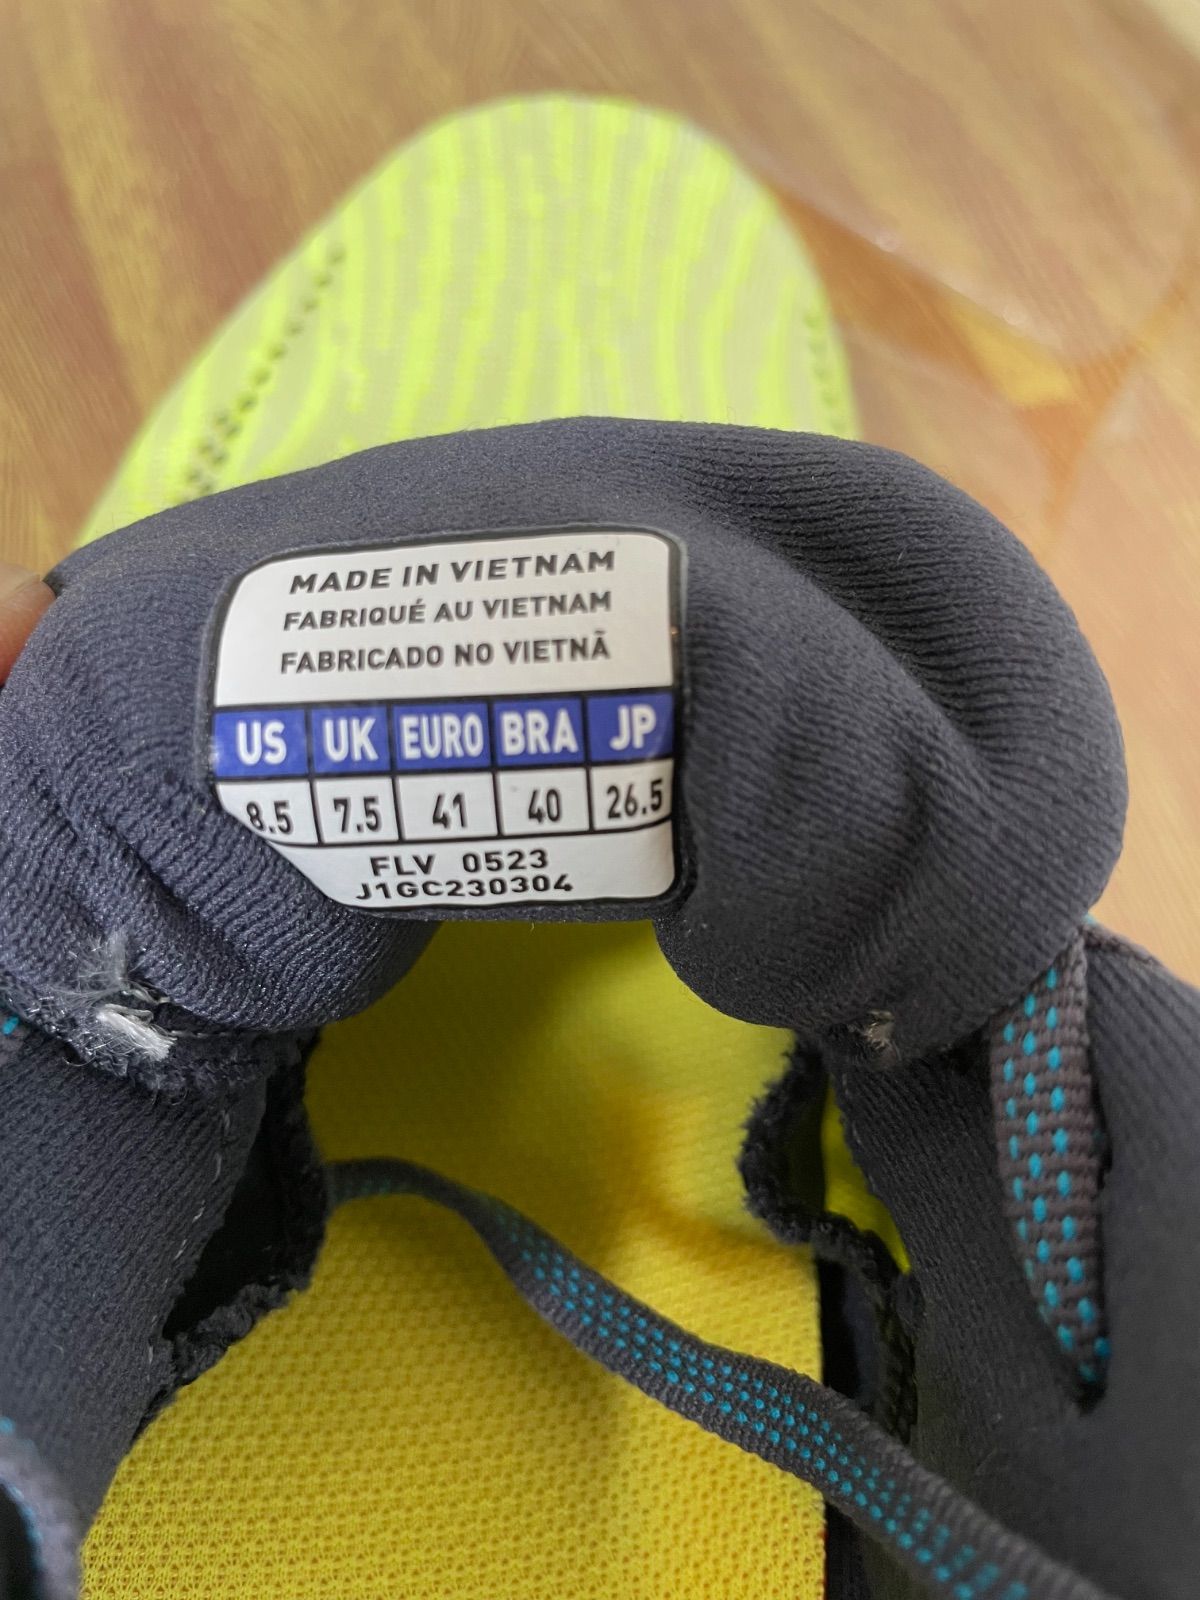 MADE IN VIETNAM
FABRIQUÉ AU VIETNAM
FABRICADO NO VIETNÃ
US UK EURO BRA JP
8.5 7.5 41 40 26.5
FLV 0523
J1GC230304